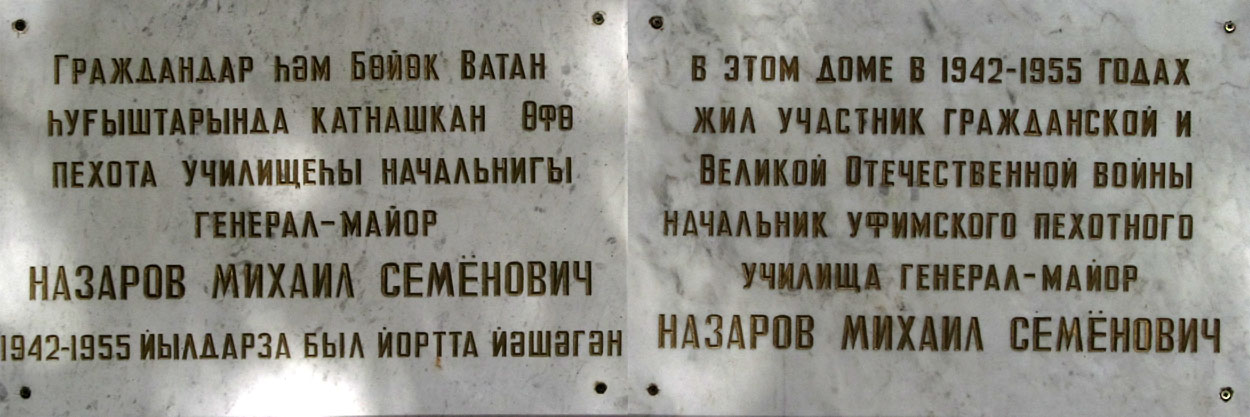 Граждандар һәм Бөйөк Ватан
һуғыштарында катнашкан Өфө
пехота училищеһы начальнигы
генерал-майор
НАЗАРОВ МИХАИЛ СЕМЁНОВИЧ
1942-1955 йылдарза был йортта йәшәгән
В этом доме в 1942-1955 годах
жил участник гражданской и
Великой Отечественной войны
начальник Уфимского пехотного
училища генерал-майор
НАЗАРОВ МИХАИЛ СЕМЁНОВИЧ